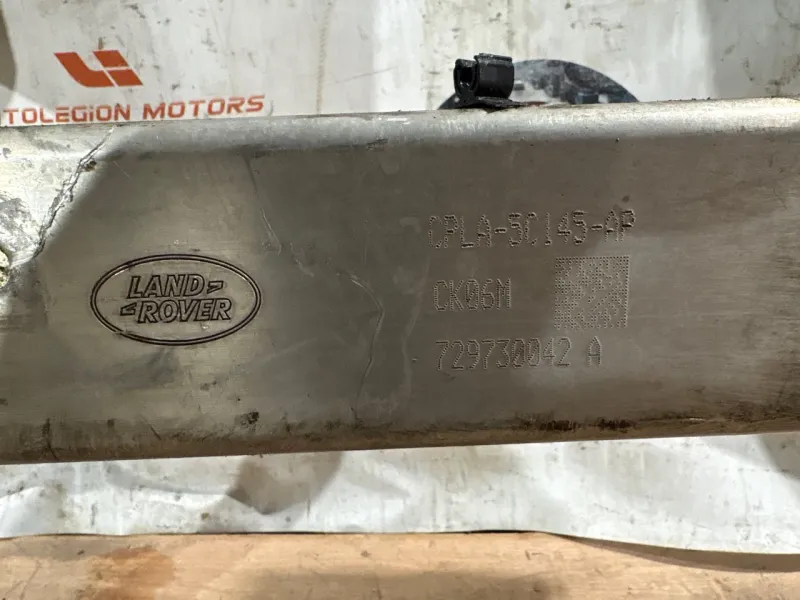 TOLEGION MOTORS
LAND
ROVER
CPLA-5C145-AP
CK06M
729730042 A